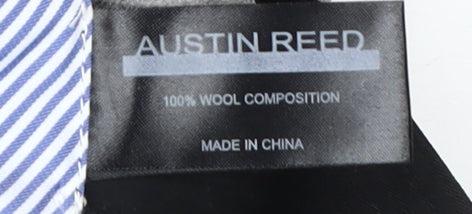 AUSTIN REED
100% WOOL COMPOSITION
MADE IN CHINA